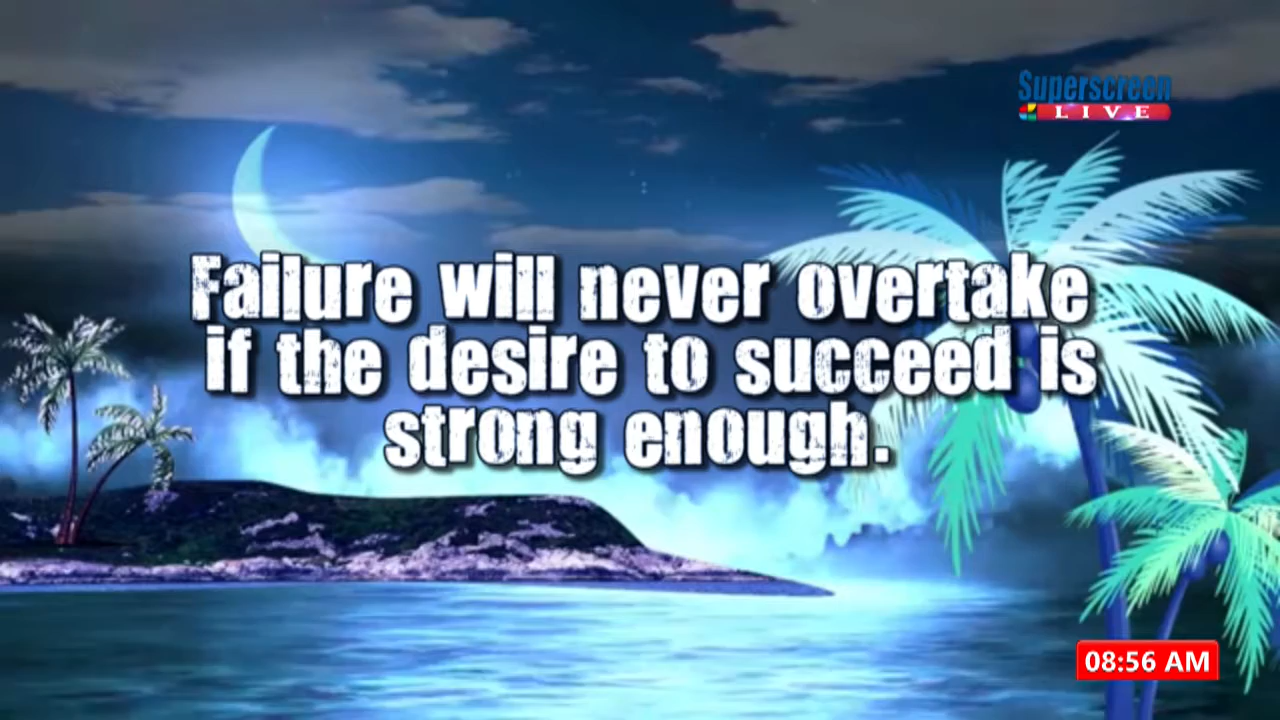 Superscreen
LIVE
Failure will never overtake
if the desire to succeed is
strong enough.
08:56 AM